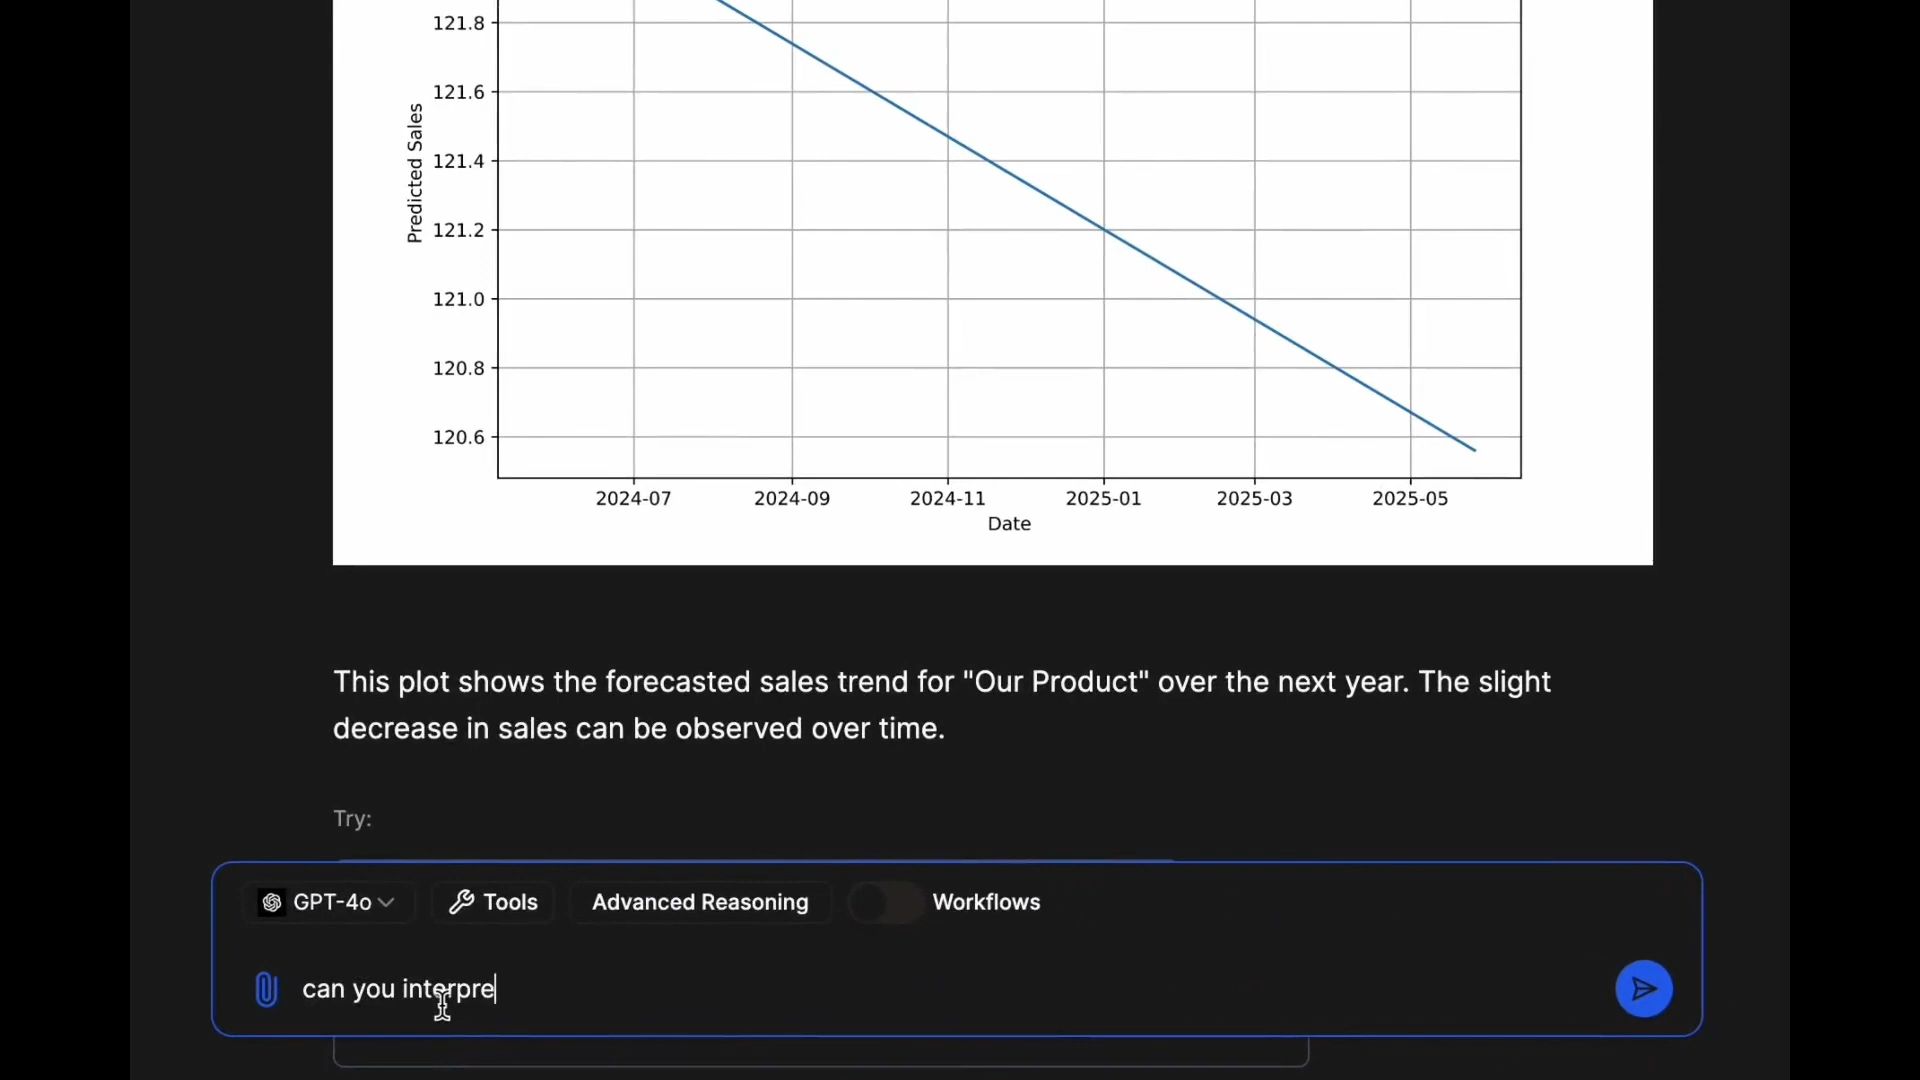 121.8
121.6
121.4
121.2
121.0
120.8
120.6
Predicted Sales
2024-07 2024-09 2024-11 2025-01 2025-03 2025-05
Date
This plot shows the forecasted sales trend for "Our Product" over the next year. The slight
decrease in sales can be observed over time.
Try:
GPT-4o Tools Advanced Reasoning Workflows
can you interpre